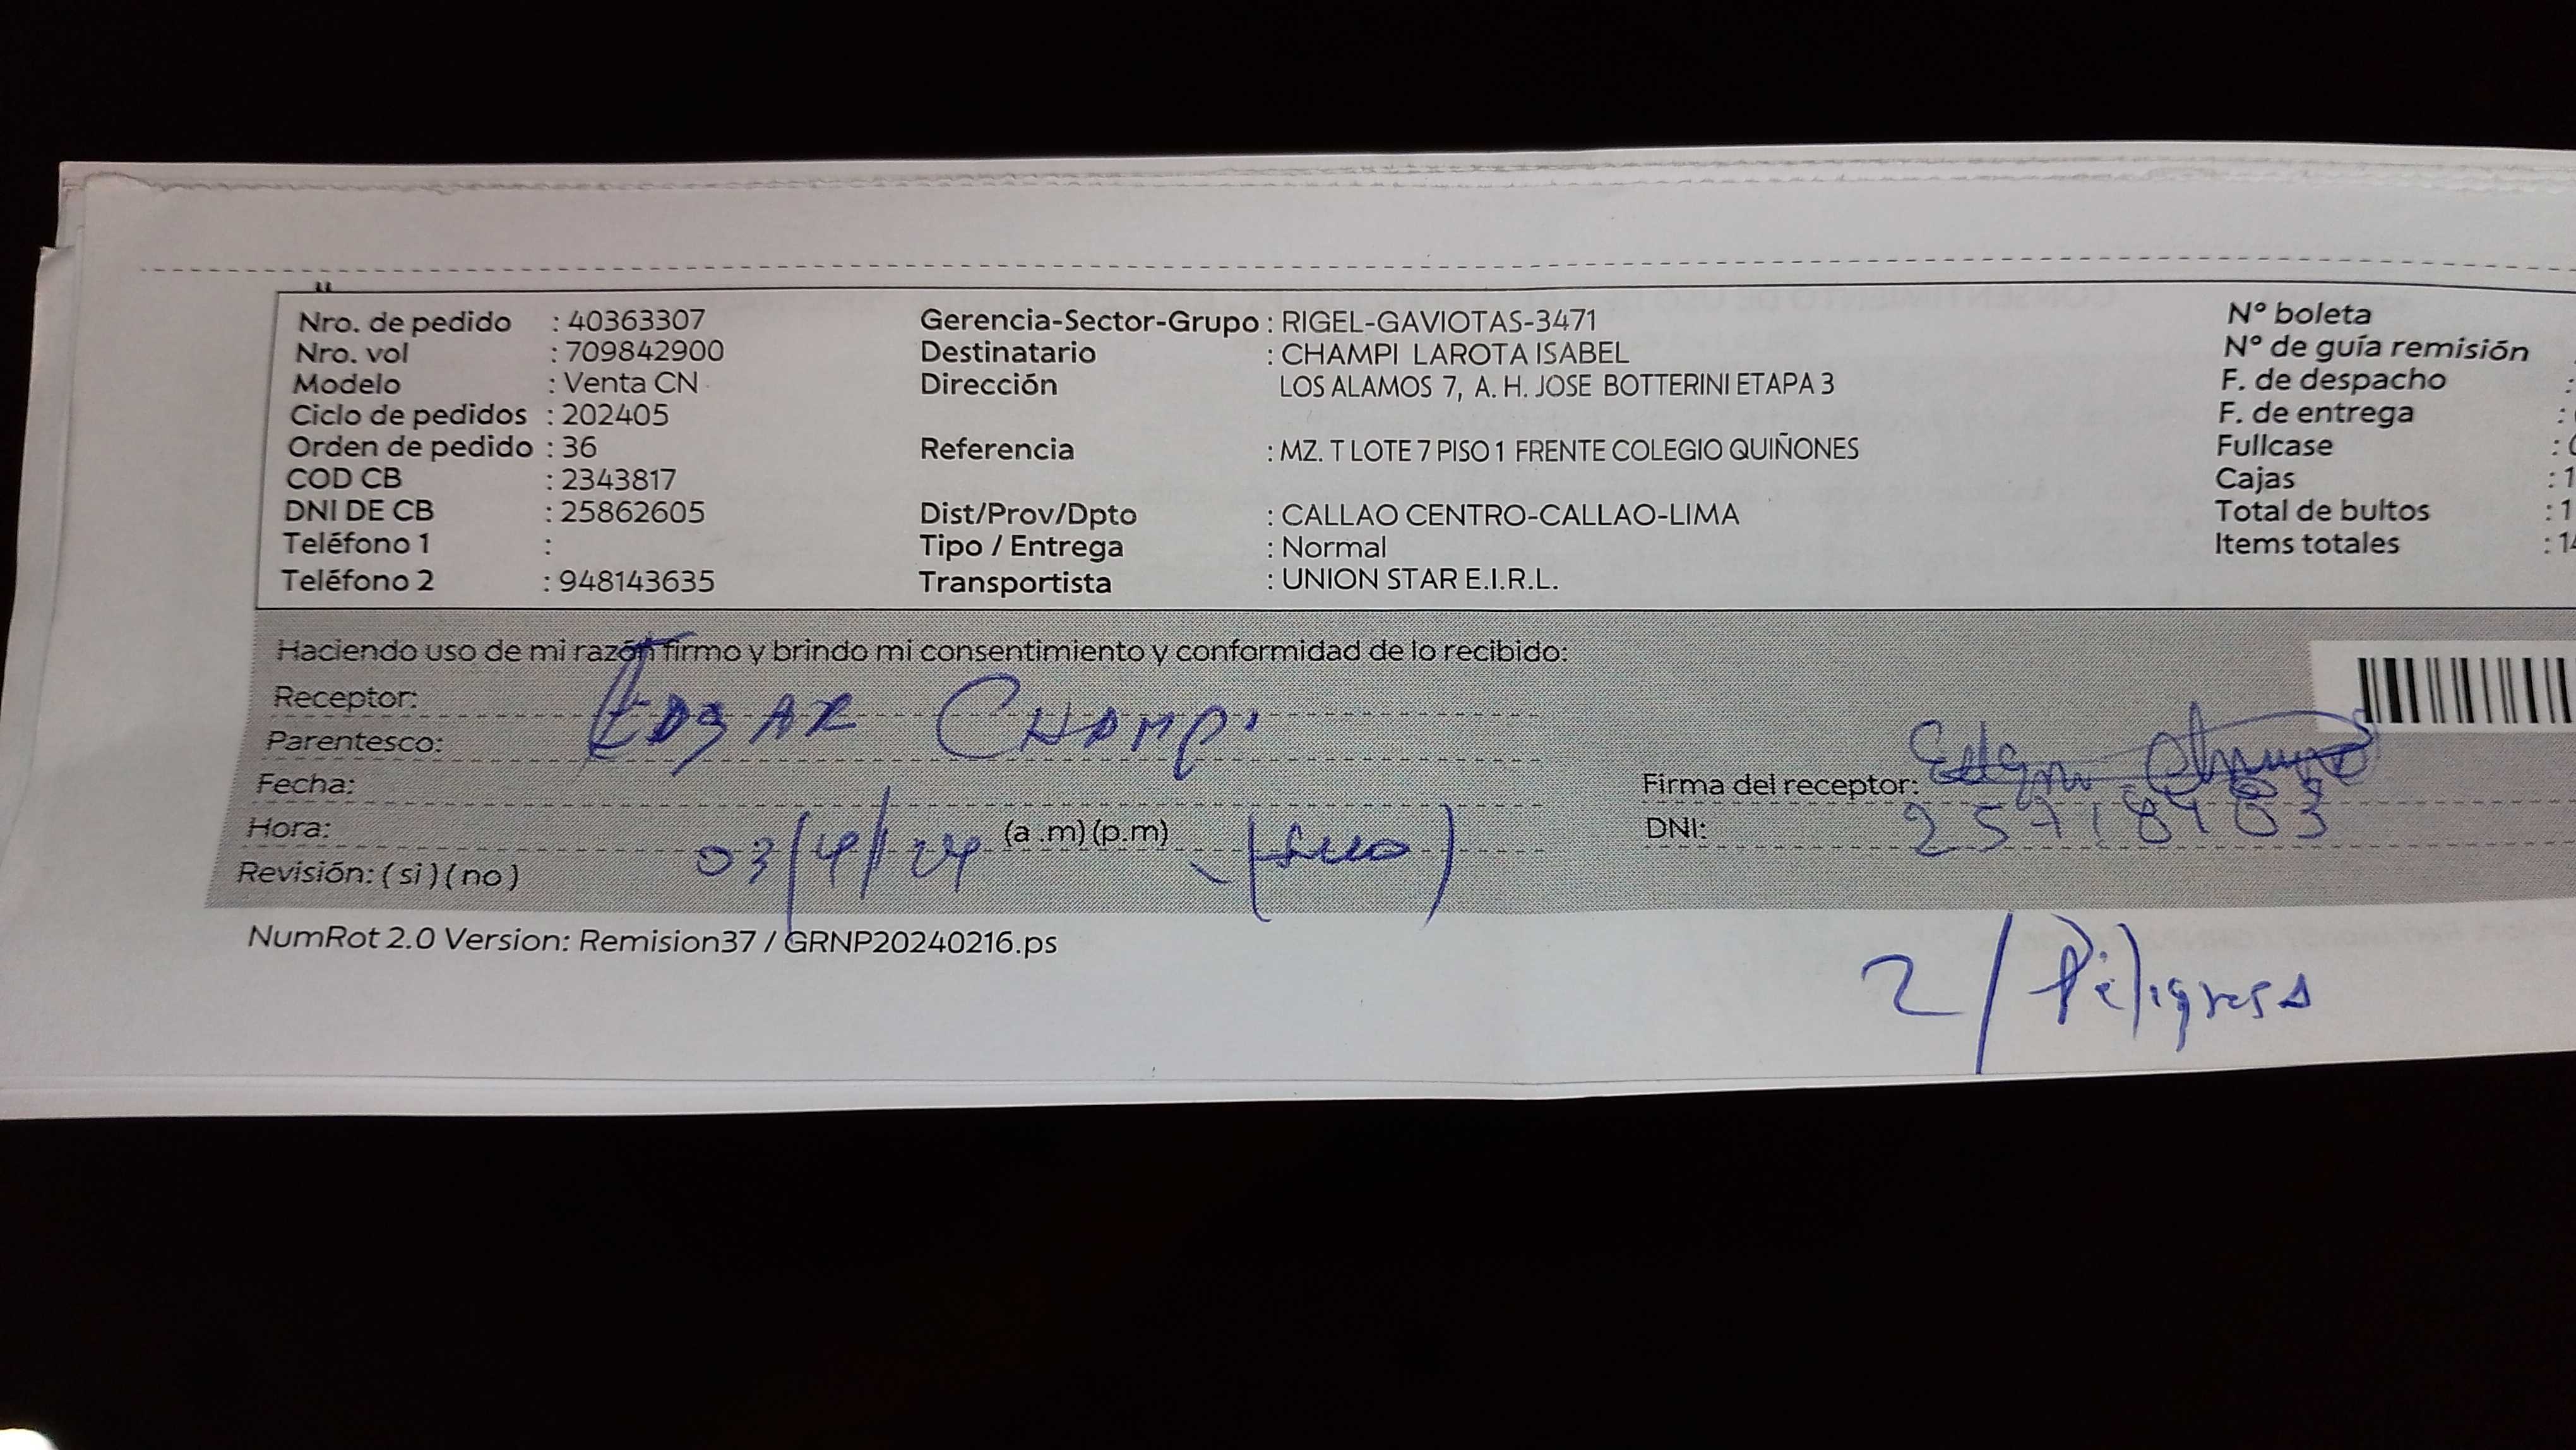 Nro. de pedido : 40363307 Gerencia-Sector-Grupo : RIGEL-GAVIOTAS-3471 N° boleta
Nro. vol : 709842900 Destinatario : CHAMPI LAROTA ISABEL N° de guía remisión
Modelo : Venta CN Dirección LOS ALAMOS 7, A. H. JOSE BOTTERINI ETAPA 3 F. de despacho :
Ciclo de pedidos : 202405 F. de entrega :
Orden de pedido : 36 Referencia : MZ. T LOTE 7 PISO 1 FRENTE COLEGIO QUIÑONES Fullcase :
COD CB : 2343817 Cajas : 1
DNI DE CB : 25862605 Dist/Prov/Dpto : CALLAO CENTRO-CALLAO-LIMA Total de bultos : 1
Teléfono 1 : Tipo / Entrega : Normal Items totales : 14
Teléfono 2 : 948143635 Transportista : UNION STAR E.I.R.L.
Haciendo uso de mi razón firmo y brindo mi consentimiento y conformidad de lo recibido:
Receptor: EDGAR CHAMPI
Parentesco:
Fecha: Firma del receptor:
Hora: (a .m) (p.m) DNI:
03/4/24
Revisión: ( si ) ( no )
NumRot 2.0 Version: Remision37 / GRNP20240216.ps
2/